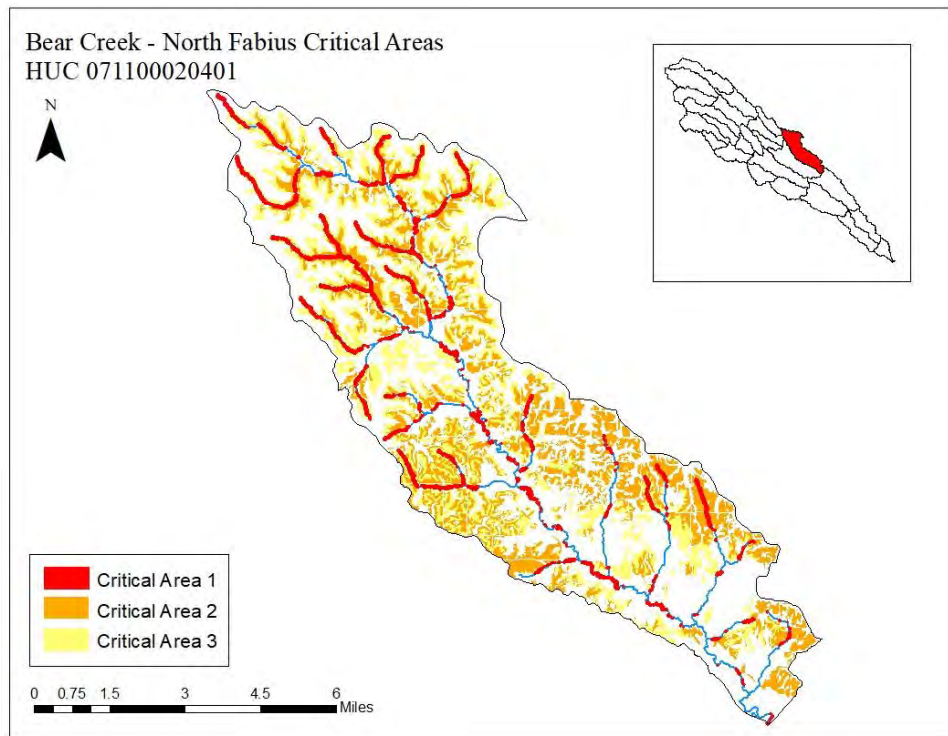 Bear Creek - North Fabius Critical Areas
HUC 071100020401
N
Critical Area 1
Critical Area 2
Critical Area 3
0 0.75 1.5 3 4.5 6
Miles